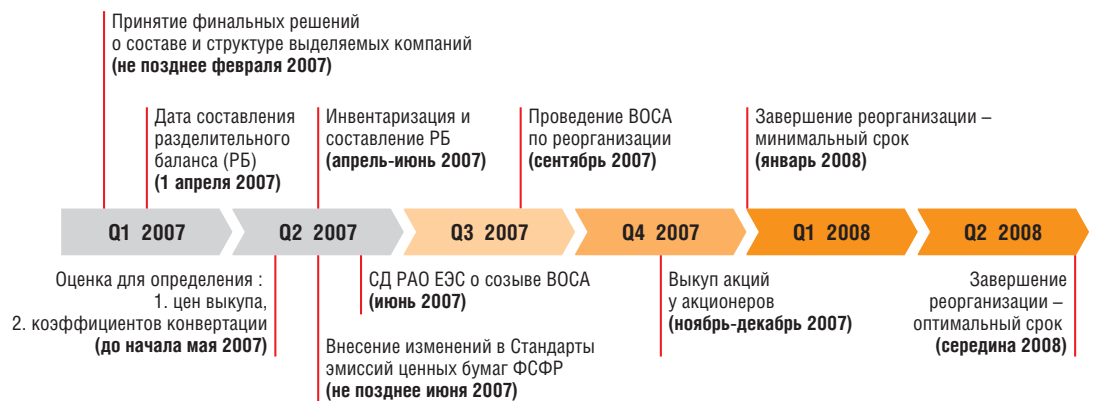 Принятие финальных решений
о составе и структуре выделяемых компаний
(не позднее февраля 2007)
Дата составления
разделительного
баланса (РБ)
(1 апреля 2007)
Инвентаризация и
составление РБ
(апрель-июнь 2007)
Проведение ВОСА
по реорганизации
(сентябрь 2007)
Завершение реорганизации –
минимальный срок
(январь 2008)
Q1 2007
Q2 2007
Q3 2007
Q4 2007
Q1 2008
Q2 2008
Оценка для определения :
1. цен выкупа,
2. коэффициентов конвертации
(до начала мая 2007)
СД РАО ЕЭС о созыве ВОСА
(июнь 2007)
Внесение изменений в Стандарты
эмиссий ценных бумаг ФСФР
(не позднее июня 2007)
Выкуп акций
у акционеров
(ноябрь-декабрь 2007)
Завершение
реорганизации –
оптимальный срок
(середина 2008)